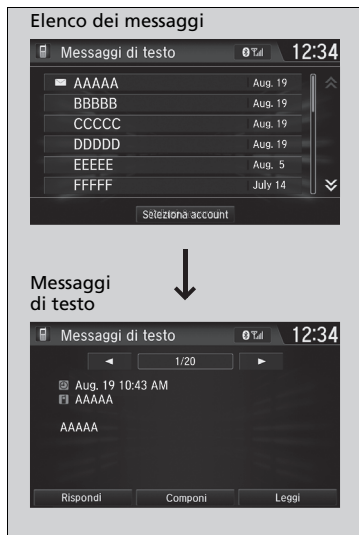 Elenco dei messaggi
Messaggi di testo 12:34
AAAAA Aug. 19
BBBBB Aug. 19
CCCCC Aug. 19
DDDDD Aug. 19
EEEEE Aug. 5
FFFFF July 14
Seleziona account
Messaggi
di testo
Messaggi di testo 12:34
◄ 1/20 ►
Aug. 19 10:43 AM
AAAAA
AAAAA
Rispondi Componi Leggi